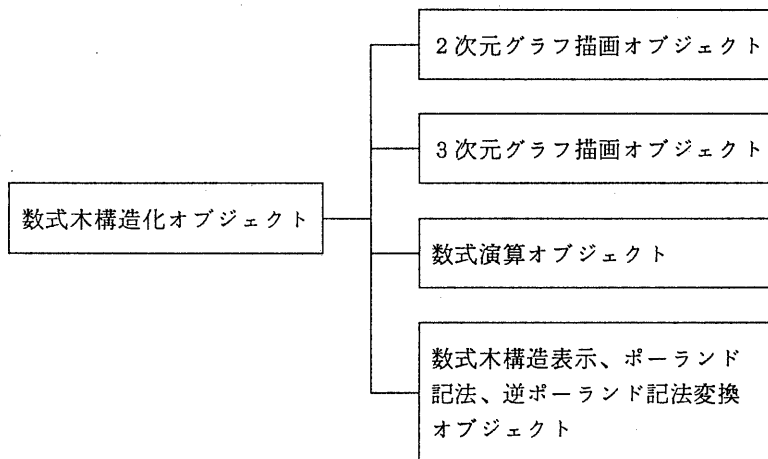 2次元グラフ描画オブジェクト
3次元グラフ描画オブジェクト
数式木構造化オブジェクト
数式演算オブジェクト
数式木構造表示、ポーランド
記法、逆ポーランド記法変換
オブジェクト